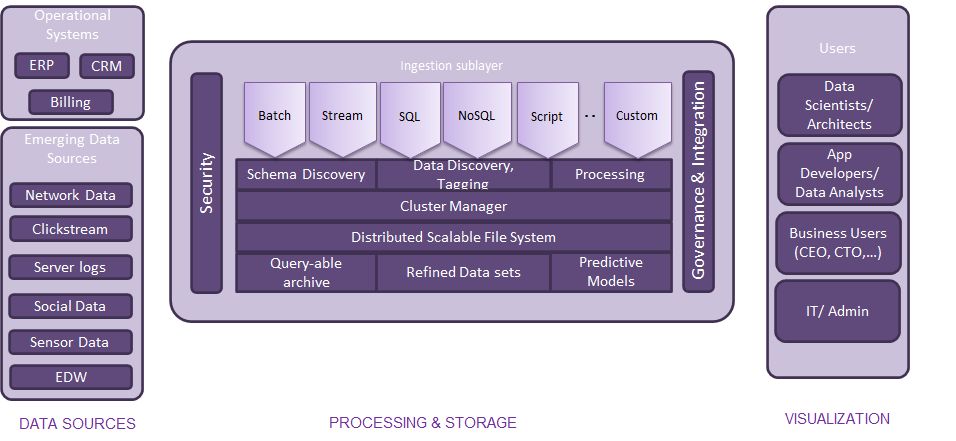 Operational
Systems
ERP
CRM
Billing
Emerging Data
Sources
Network Data
Clickstream
Server logs
Social Data
Sensor Data
EDW
DATA SOURCES
Ingestion sublayer
Security
Batch
Stream
SQL
NoSQL
Script
. .
Custom
Schema Discovery
Data Discovery,
Tagging
Processing
Cluster Manager
Distributed Scalable File System
Query-able
archive
Refined Data sets
Predictive
Models
Governance & Integration
PROCESSING & STORAGE
Users
Data
Scientists/
Architects
App
Developers/
Data Analysts
Business Users
(CEO, CTO,...)
IT/ Admin
VISUALIZATION